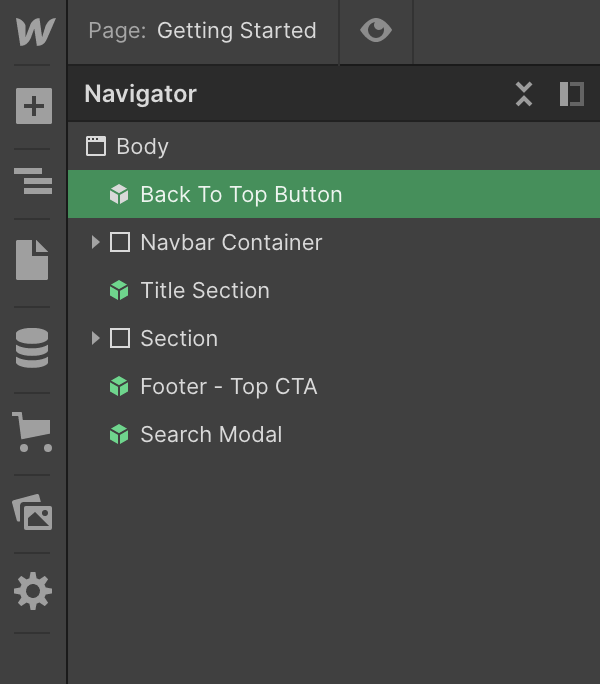 Page: Getting Started
Navigator
Body
Back To Top Button
Navbar Container
Title Section
Section
Footer - Top CTA
Search Modal